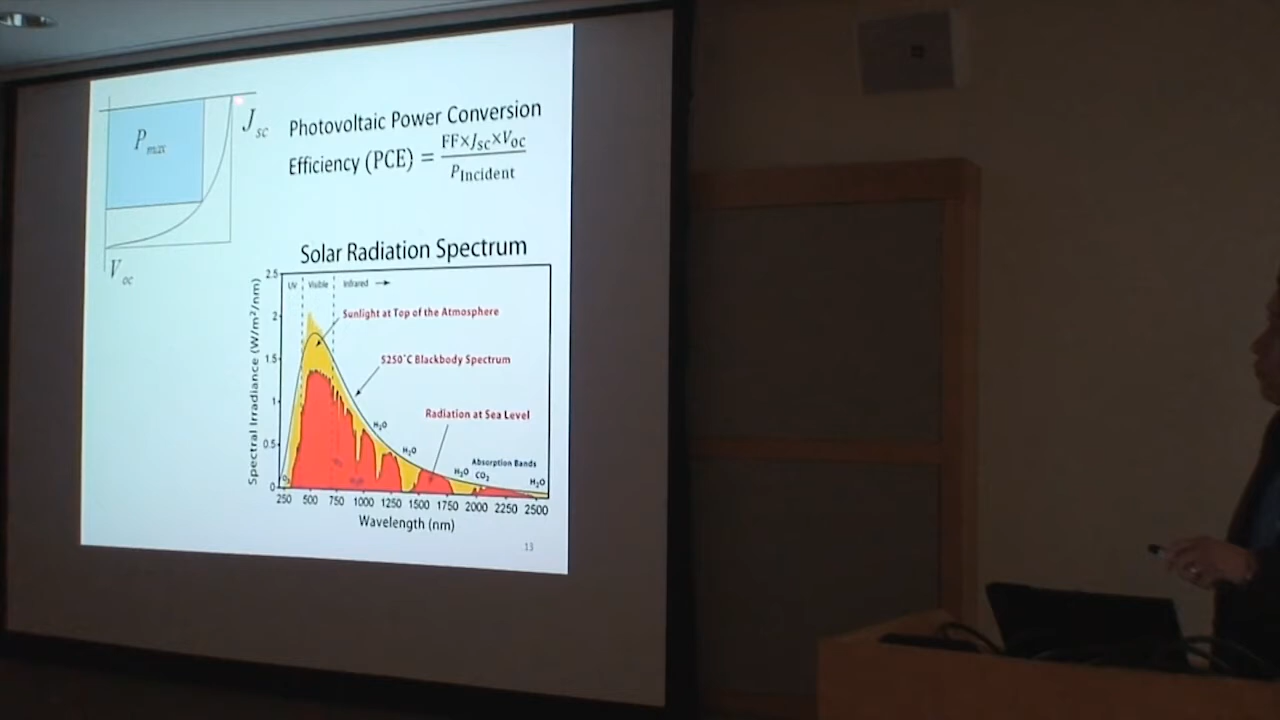 P max
J sc
V oc
Photovoltaic Power Conversion
Efficiency (PCE) = FF×Jsc×Voc / PIncident
Solar Radiation Spectrum
UV Visible Infrared →
Sunlight at Top of the Atmosphere
5250°C Blackbody Spectrum
Radiation at Sea Level
H2O
H2O
Absorption Bands
H2O CO2 H2O
Spectral Irradiance (W/m²/nm)
2.5
2
1.5
1
0.5
0
250 500 750 1000 1250 1500 1750 2000 2250 2500
Wavelength (nm)
13